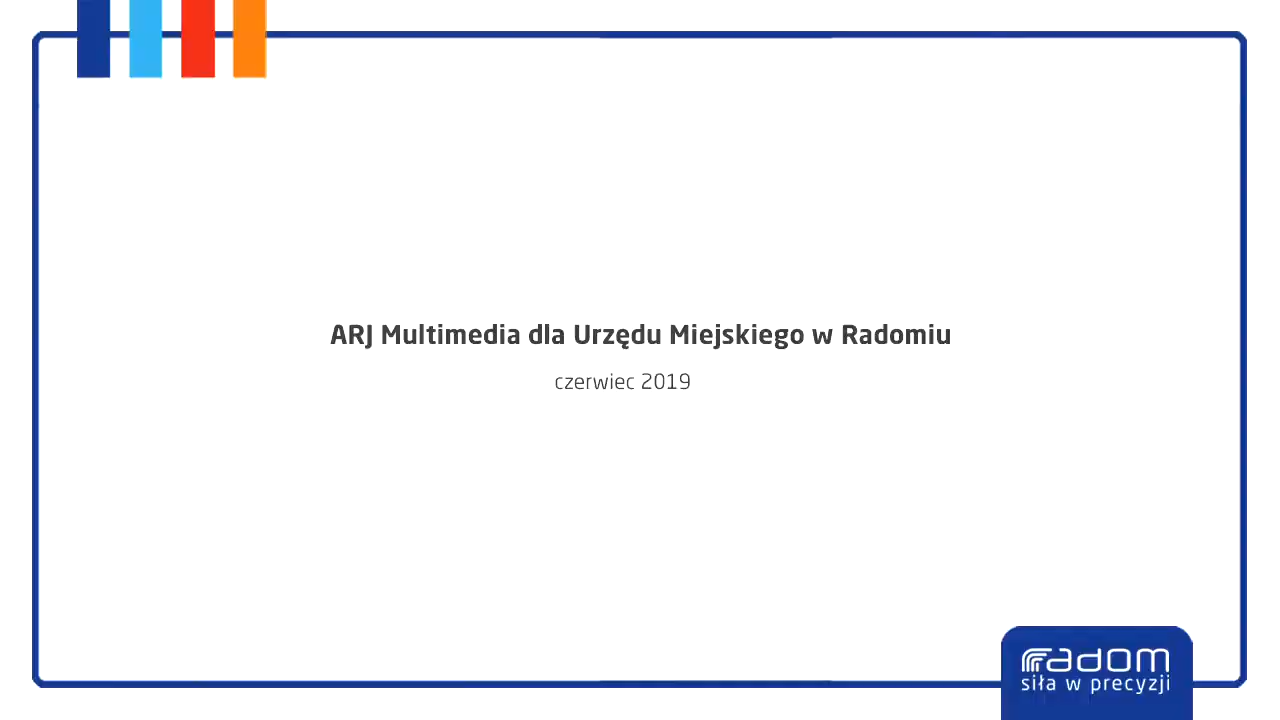 ARJ Multimedia dla Urzędu Miejskiego w Radomiu
czerwiec 2019
radom
siła w precyzji